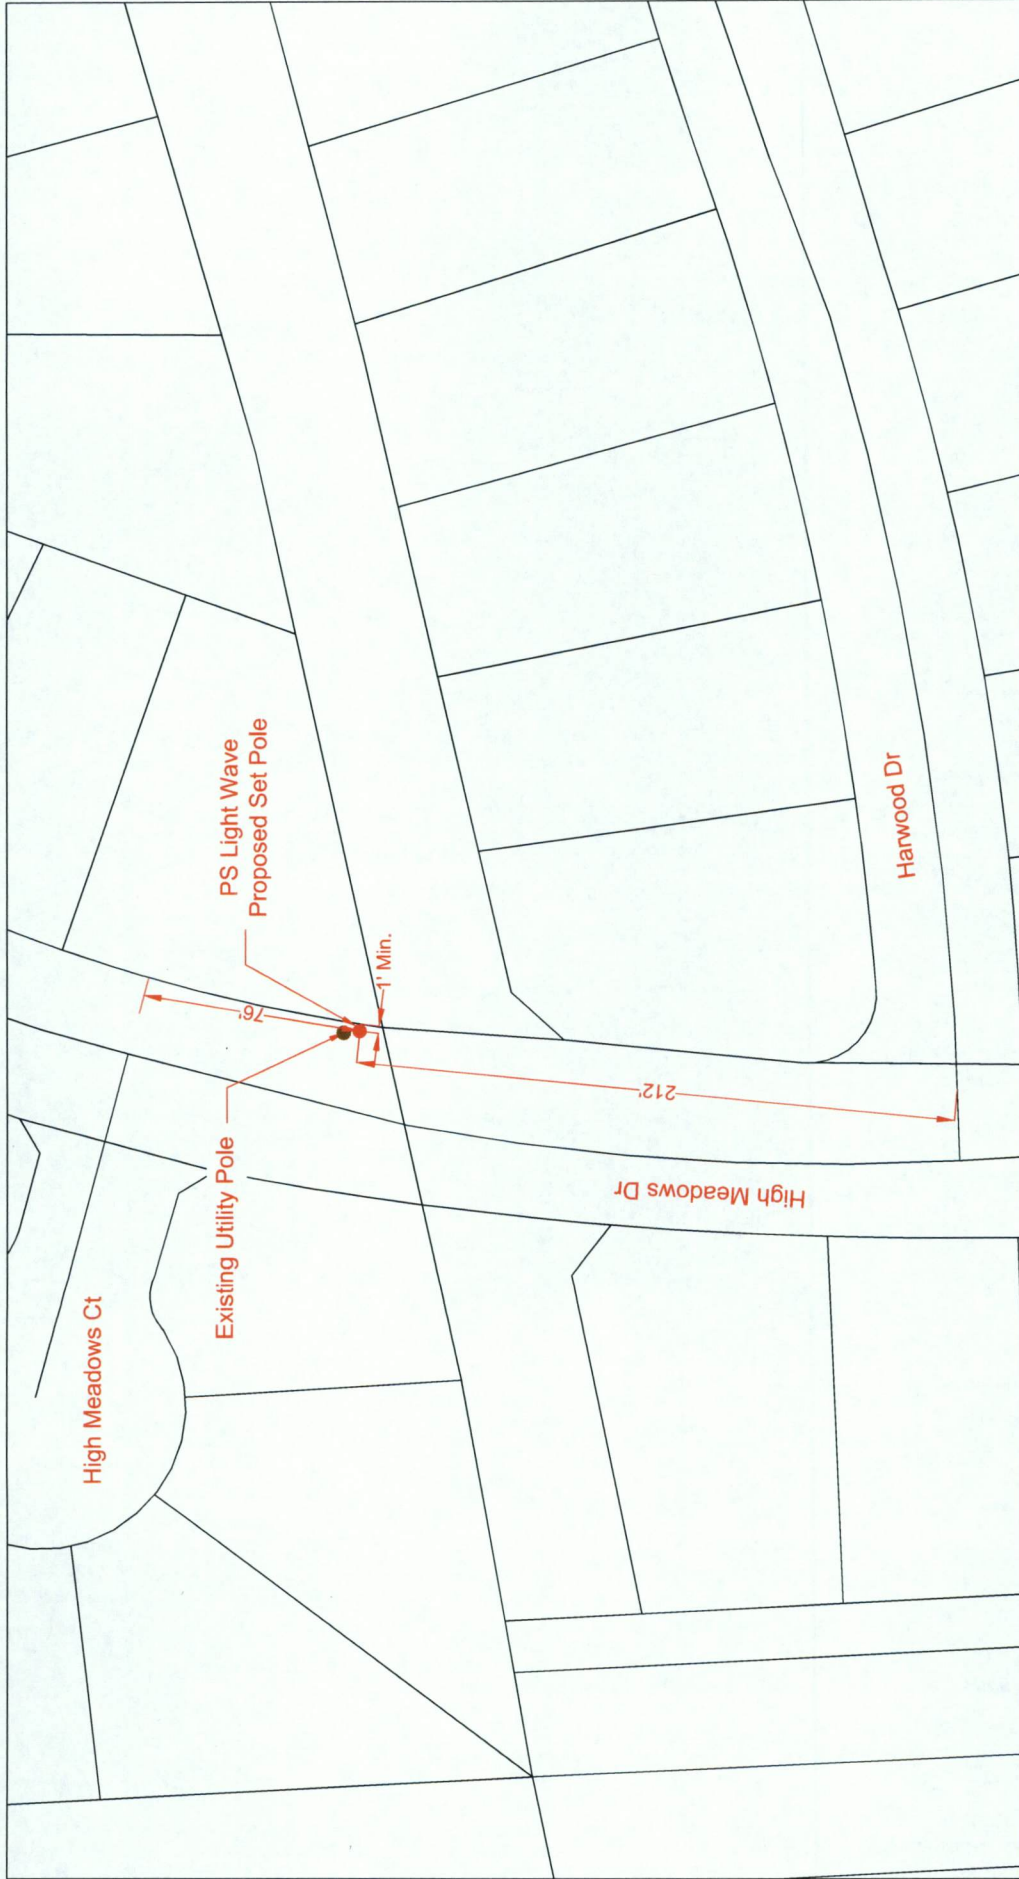 PS Light Wave
Proposed Set Pole
76'
1' Min.
Existing Utility Pole
212'
High Meadows Dr
High Meadows Ct
Harwood Dr